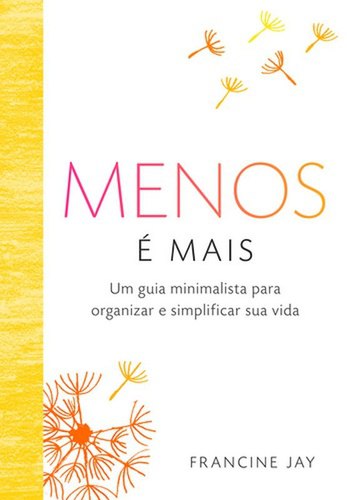 MENOS
É MAIS
Um guia minimalista para
organizar e simplificar sua vida
FRANCINE JAY